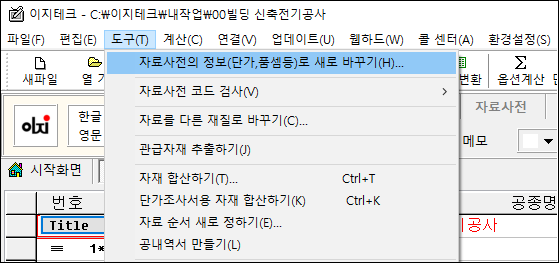 이지테크 - C:₩이지테크₩내작업₩00빌딩 신축전기공사
파일(F) 편집(E) 도구(T) 계산(C) 연결(V) 업데이트(U) 웹하드(W) 콜 센터(A) 환경설정(S)
새파일 열 기 변환 옵션계산 단
자료사전의 정보(단가,품셈등)로 새로 바꾸기(H)...
자료사전 코드 검사(V)
자료를 다른 재질로 바꾸기(C)...
관급자재 추출하기(J)
자재 합산하기(T)... Ctrl+T
단가조사서용 자재 합산하기(K) Ctrl+K
자료 순서 새로 정하기(E)...
공내역서 만들기(L)
이지
한글
영문
자료사전
메모
시작화면
번호 공종명
Title 기공사
1*